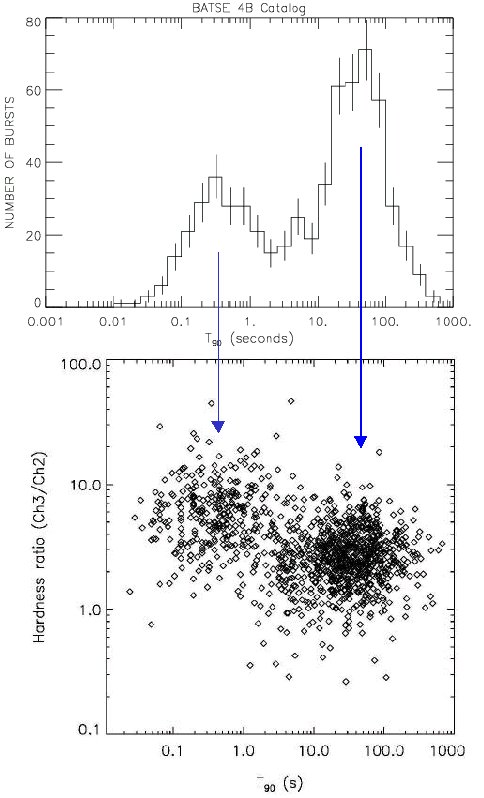 BATSE 4B Catalog
80
60
40
20
0
NUMBER OF BURSTS
0.001 0.01 0.1 1. 10. 100. 1000.
T90 (seconds)
100.0
10.0
1.0
0.1
Hardness ratio (Ch3/Ch2)
0.1 1.0 10.0 100.0 1000
T90 (s)